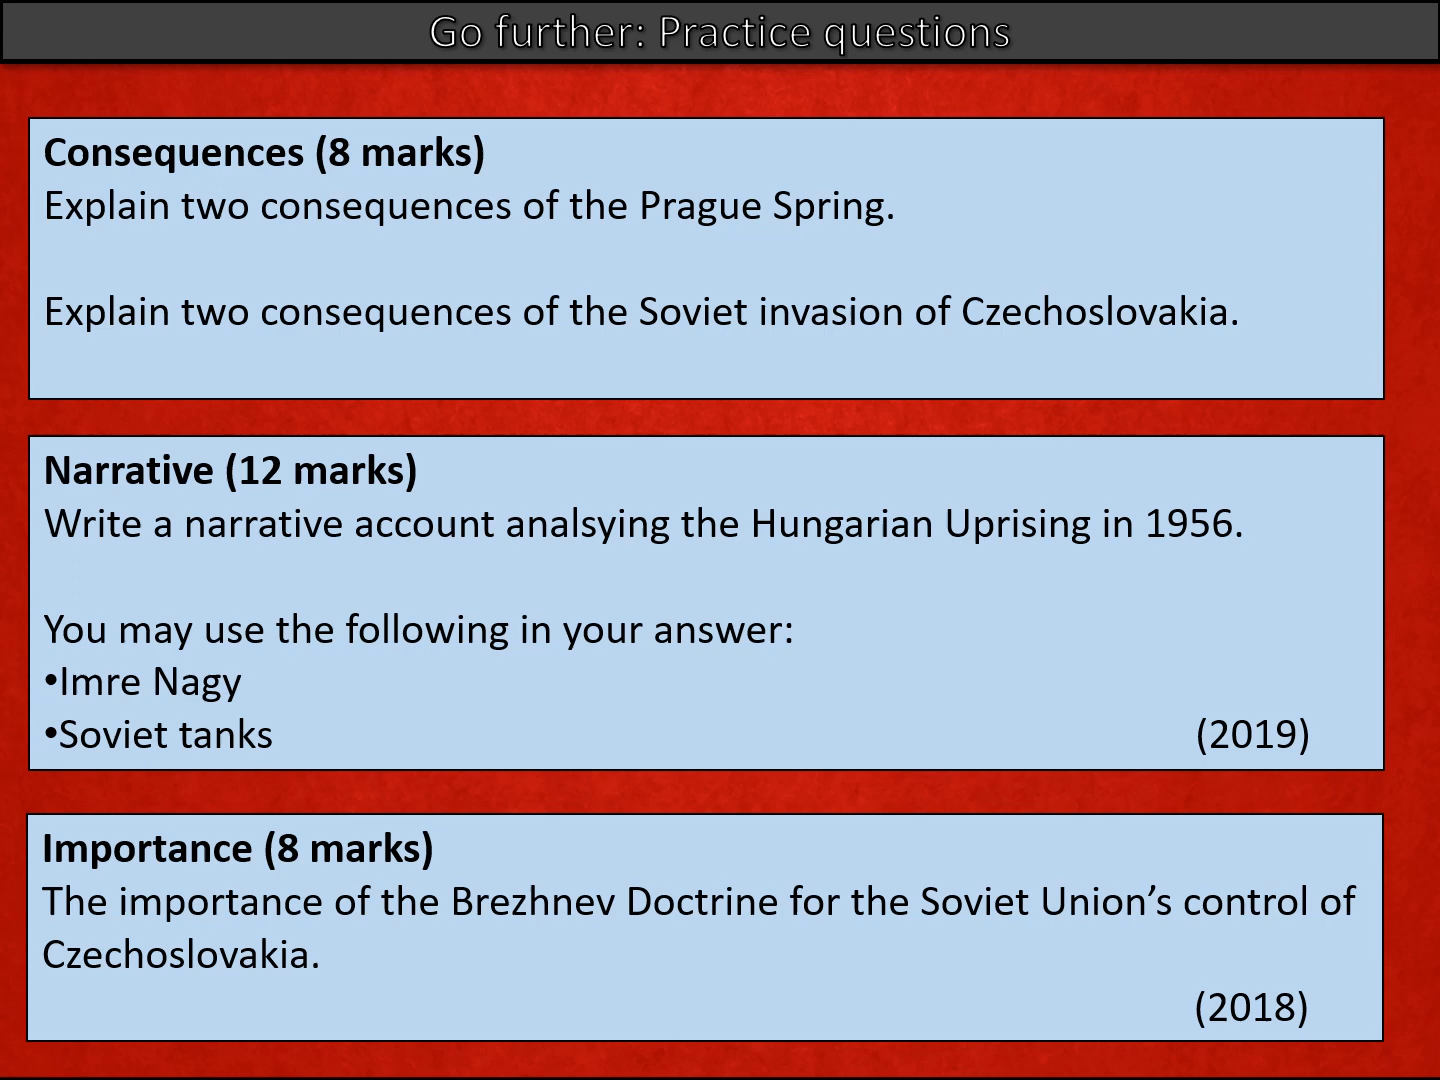 Go further: Practice questions
Consequences (8 marks)
Explain two consequences of the Prague Spring.
Explain two consequences of the Soviet invasion of Czechoslovakia.
Narrative (12 marks)
Write a narrative account analsying the Hungarian Uprising in 1956.
You may use the following in your answer:
•Imre Nagy
•Soviet tanks (2019)
Importance (8 marks)
The importance of the Brezhnev Doctrine for the Soviet Union’s control of
Czechoslovakia.
(2018)